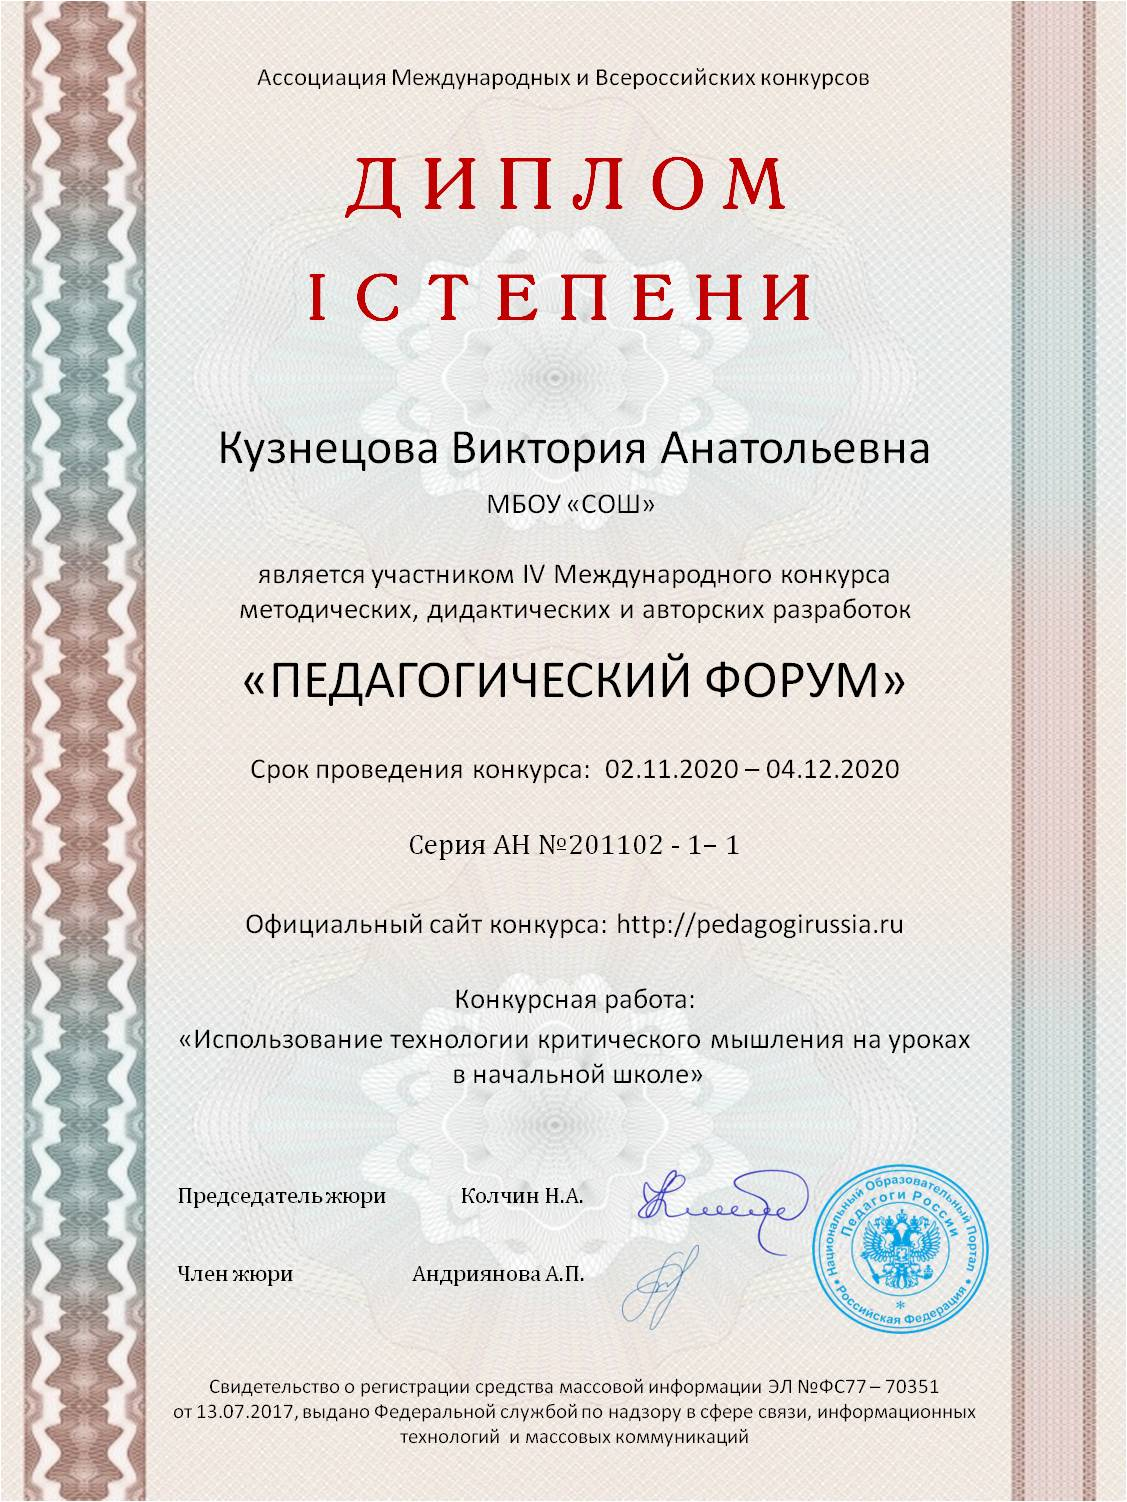 Ассоциация Международных и Всероссийских конкурсов
ДИПЛОМ
I СТЕПЕНИ
Кузнецова Виктория Анатольевна
МБОУ «СОШ»
является участником IV Международного конкурса
методических, дидактических и авторских разработок
«ПЕДАГОГИЧЕСКИЙ ФОРУМ»
Срок проведения конкурса: 02.11.2020 – 04.12.2020
Серия АН №201102 - 1– 1
Официальный сайт конкурса: http://pedagogirussia.ru
Конкурсная работа:
«Использование технологии критического мышления на уроках
в начальной школе»
Председатель жюри Колчин Н.А.
Член жюри Андриянова А.П.
Национальный Образовательный Портал
Педагоги России
* Российская Федерация *
Свидетельство о регистрации средства массовой информации ЭЛ №ФС77 – 70351
от 13.07.2017, выдано Федеральной службой по надзору в сфере связи, информационных
технологий и массовых коммуникаций